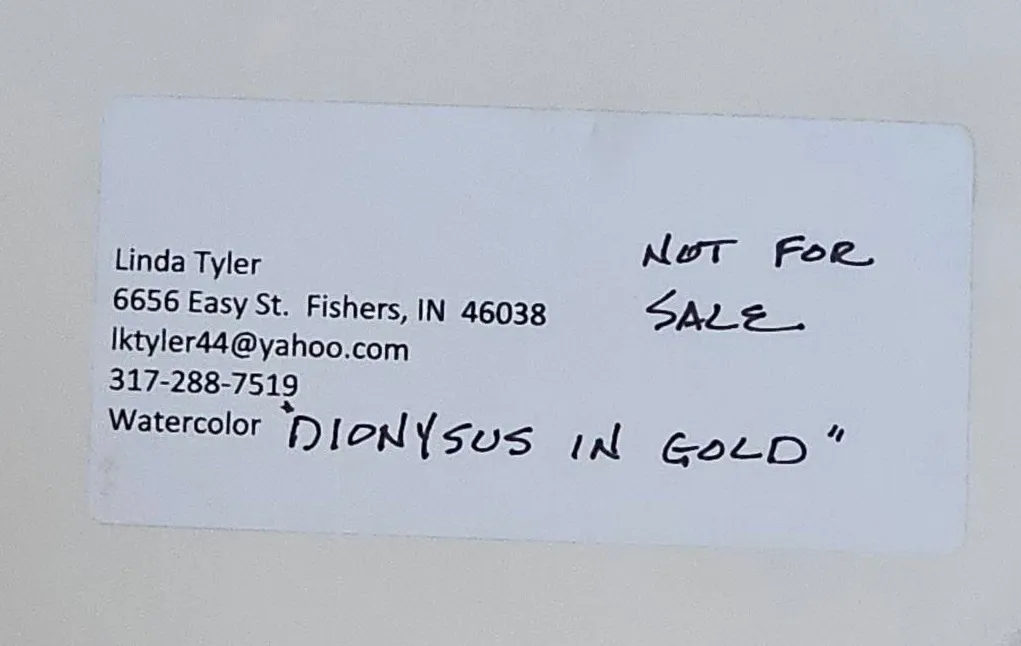 Linda Tyler
6656 Easy St. Fishers, IN 46038
lktyler44@yahoo.com
317-288-7519
Watercolor "DIONYSUS IN GOLD"
NOT FOR
SALE